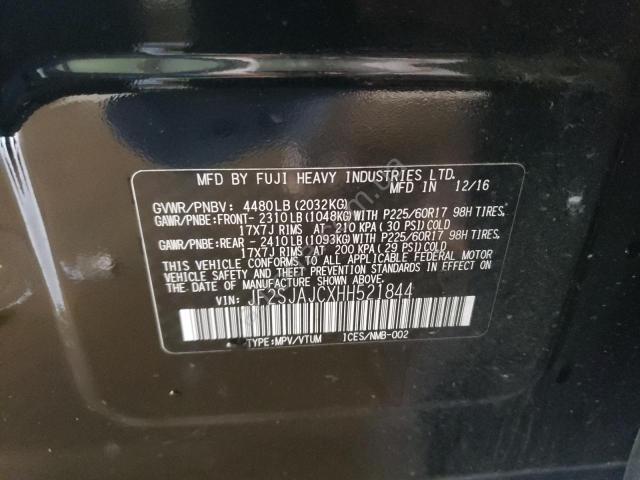 MFD BY FUJI HEAVY INDUSTRIES LTD.
MFD IN 12/16
GVWR/PNBV: 4480LB(2032KG)
GAWR/PNBE:FRONT- 2310LB(1048KG)WITH P225/60R17 98H TIRES,
17X7J RIMS AT 210 KPA(30 PSI)COLD
GAWR/PNBE:REAR - 2410LB(1093KG)WITH P225/60R17 98H TIRES,
17X7J RIMS AT 200 KPA(29 PSI)COLD
THIS VEHICLE CONFORMS TO ALL APPLICABLE FEDERAL MOTOR
VEHICLE SAFETY AND THEFT PREVENTION STANDARDS IN EFFECT ON
THE DATE OF MANUFACTURE SHOWN ABOVE.
VIN: JF2SJAJCXHH521844
TYPE:MPV/VTUM ICES/NMB-002